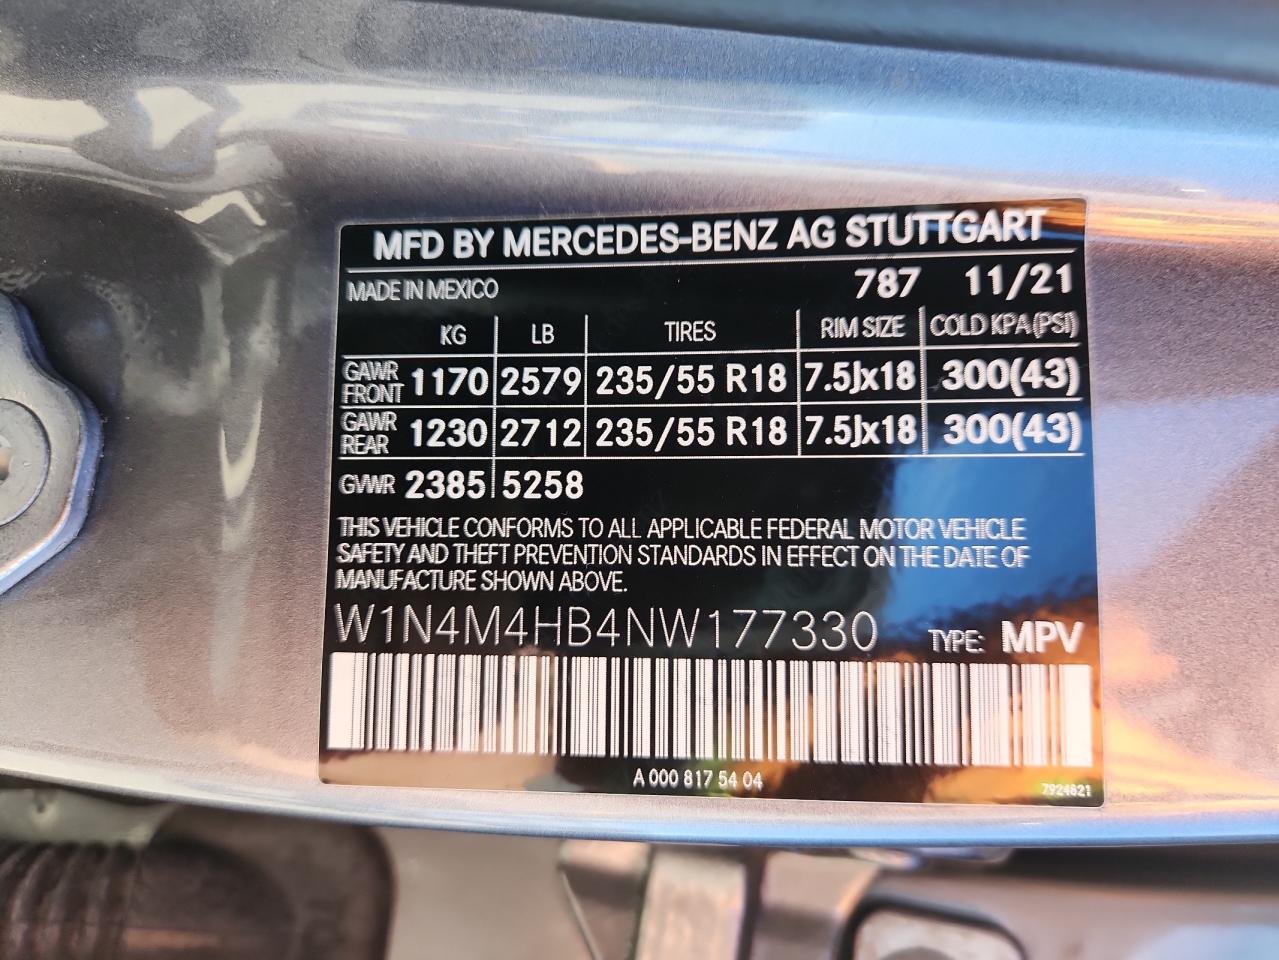 MFD BY MERCEDES-BENZ AG STUTTGART
MADE IN MEXICO 787 11/21
KG LB TIRES RIM SIZE COLD KPA(PSI)
GAWR FRONT 1170 2579 235/55 R18 7.5Jx18 300(43)
GAWR REAR 1230 2712 235/55 R18 7.5Jx18 300(43)
GVWR 2385 5258
THIS VEHICLE CONFORMS TO ALL APPLICABLE FEDERAL MOTOR VEHICLE
SAFETY AND THEFT PREVENTION STANDARDS IN EFFECT ON THE DATE OF
MANUFACTURE SHOWN ABOVE.
W1N4M4HB4NW177330 TYPE: MPV
A 000 817 54 04
7924621